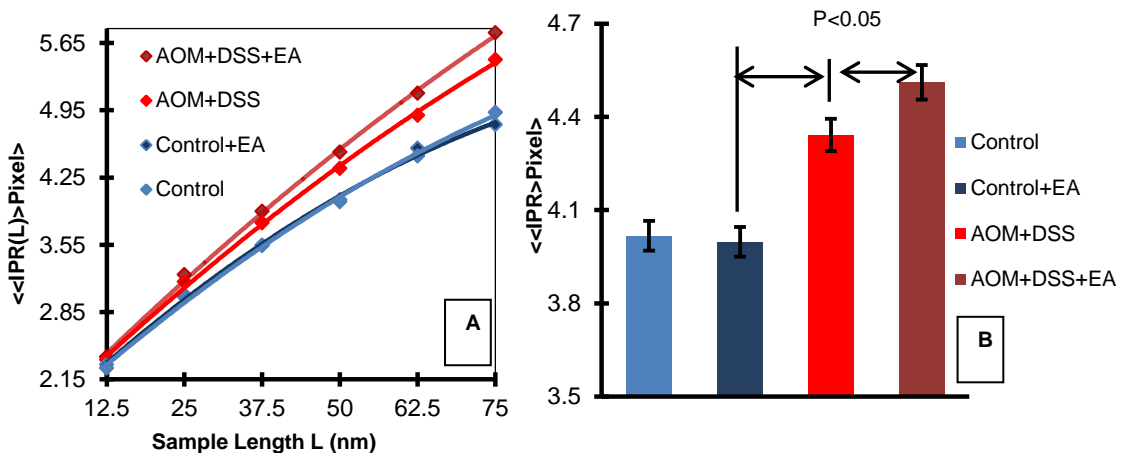 <<IPR(L)>Pixel>
5.65
4.95
4.25
3.55
2.85
2.15
AOM+DSS+EA
AOM+DSS
Control+EA
Control
A
12.5 25 37.5 50 62.5 75
Sample Length L (nm)
<<IPR>Pixel>
4.7
4.4
4.1
3.8
3.5
P<0.05
Control
Control+EA
AOM+DSS
AOM+DSS+EA
B